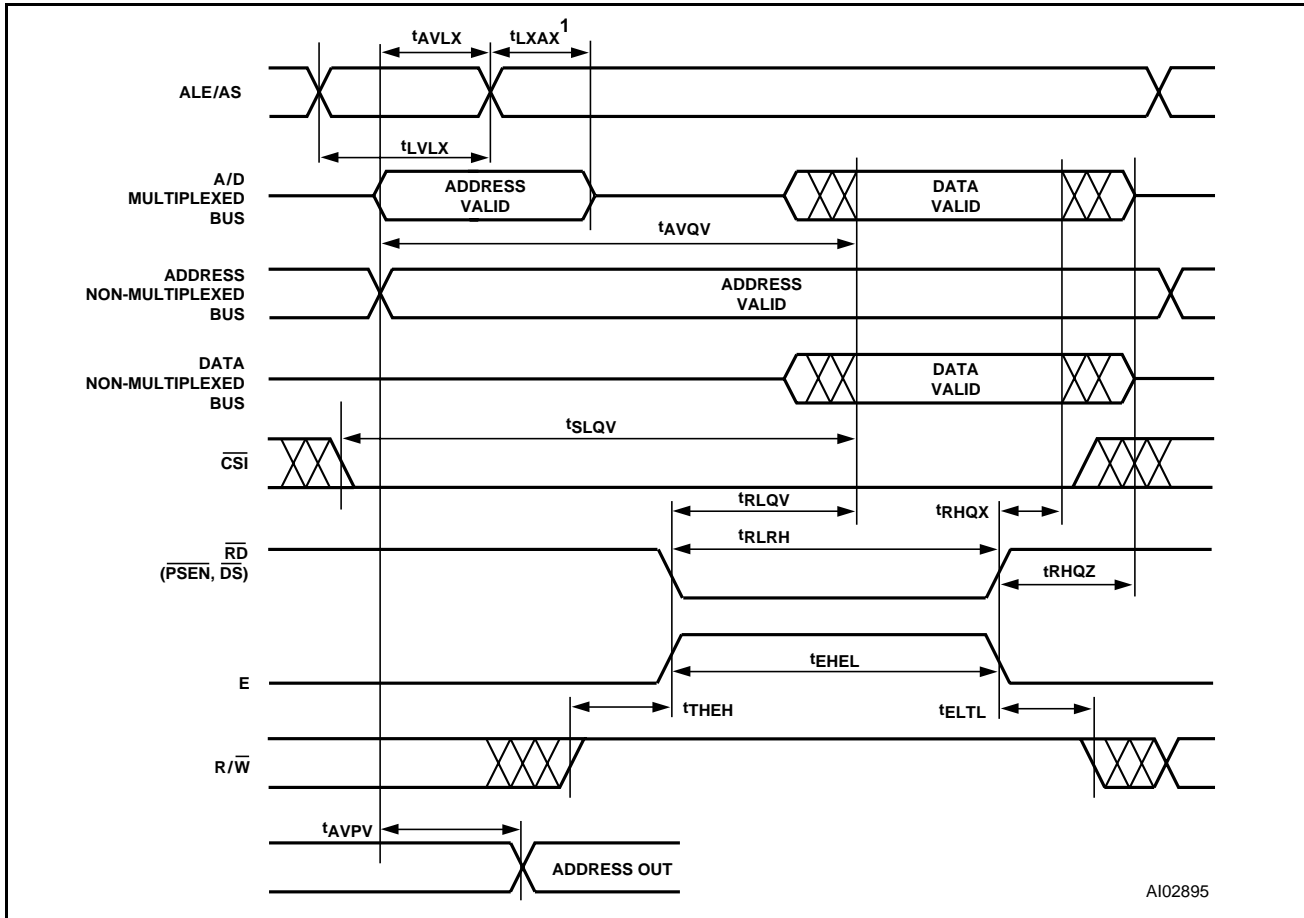 tAVLX
tLXAX 1
ALE/AS
tLVLX
A/D
MULTIPLEXED
BUS
ADDRESS
VALID
DATA
VALID
tAVQV
ADDRESS
NON-MULTIPLEXED
BUS
ADDRESS
VALID
DATA
NON-MULTIPLEXED
BUS
DATA
VALID
tSLQV
CSI
tRLQV
tRHQX
tRLRH
RD
(PSEN, DS)
tRHQZ
tEHEL
E
tTHEH
tELTL
R/W
tAVPV
ADDRESS OUT
AI02895